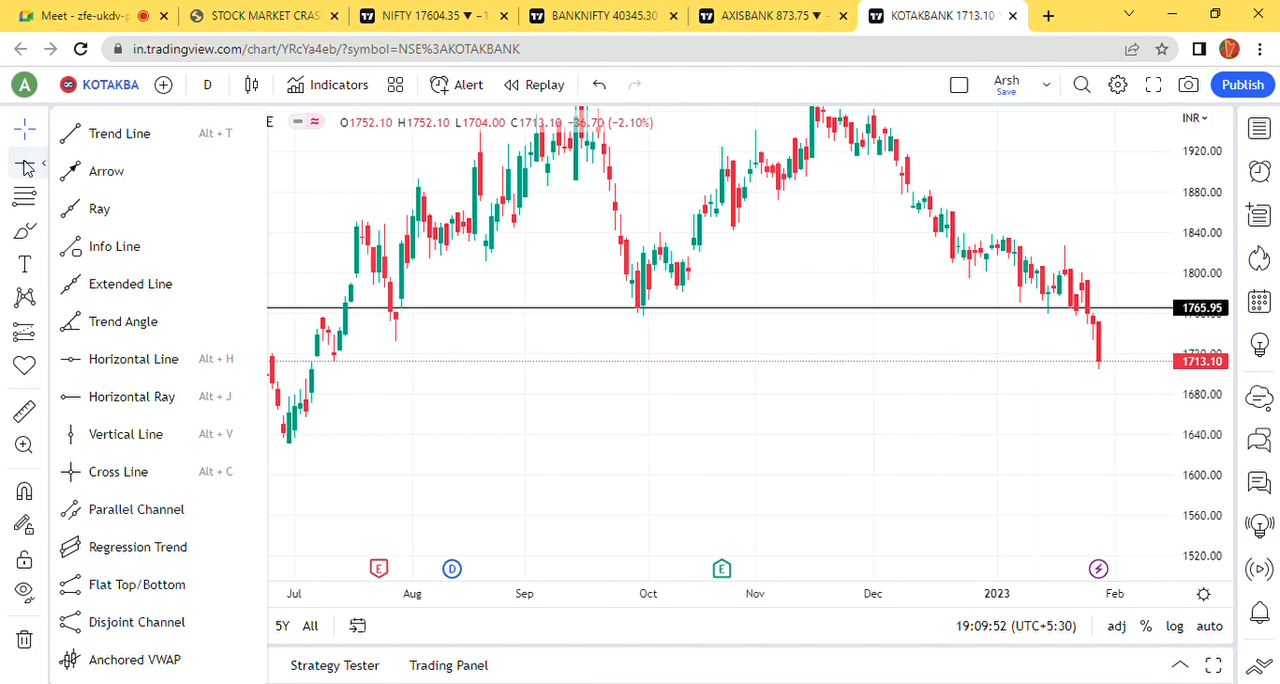 Meet - zfe-ukdv-p
STOCK MARKET CRAS
NIFTY 17604.35 ▼ −1.
BANKNIFTY 40345.30
AXISBANK 873.75 ▼
KOTAKBANK 1713.10
in.tradingview.com/chart/YRcYa4eb/?symbol=NSE%3AKOTAKBANK
A
KOTAKBA
D
Indicators
Alert
Replay
Arsh
Save
Publish
E
O1752.10 H1752.10 L1704.00 C1713.10 −36.70 (−2.10%)
INR
Trend Line Alt + T
Arrow
Ray
Info Line
Extended Line
Trend Angle
Horizontal Line Alt + H
Horizontal Ray Alt + J
Vertical Line Alt + V
Cross Line Alt + C
Parallel Channel
Regression Trend
Flat Top/Bottom
Disjoint Channel
Anchored VWAP
1920.00
1880.00
1840.00
1800.00
1765.95
1713.10
1680.00
1640.00
1600.00
1560.00
1520.00
E
D
E
Jul Aug Sep Oct Nov Dec 2023 Feb
5Y All
19:09:52 (UTC+5:30) adj % log auto
Strategy Tester Trading Panel